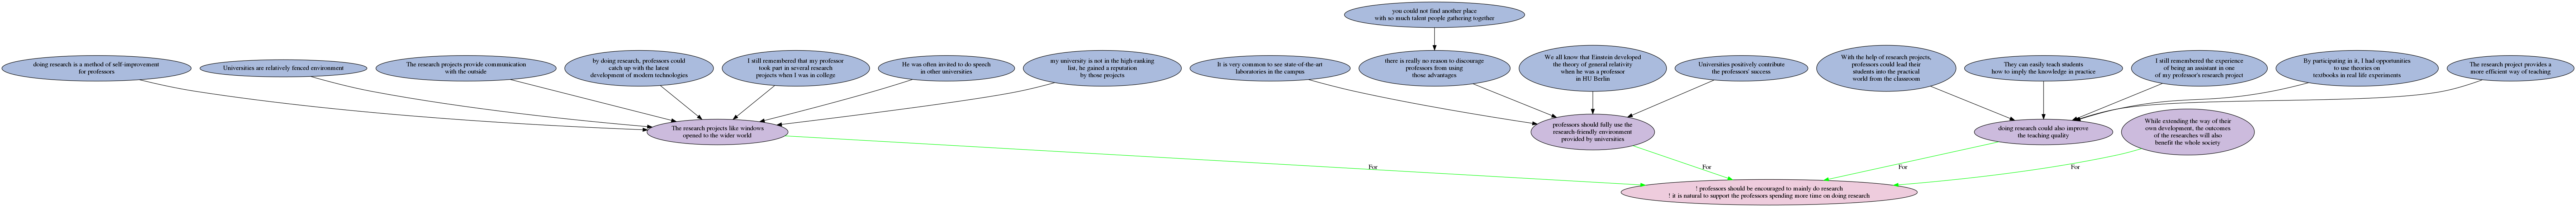 you could not find another place
with so much talent people gathering together
doing research is a method of self-improvement
for professors
Universities are relatively fenced environment
The research projects provide communication
with the outside
by doing research, professors could
catch up with the latest
development of modern technologies
I still remembered that my professor
took part in several research
projects when I was in college
He was often invited to do speech
in other universities
my university is not in the high-ranking
list, he gained a reputation
by those projects
It is very common to see state-of-the-art
laboratories in the campus
there is really no reason to discourage
professors from using
those advantages
We all know that Einstein developed
the theory of general relativity
when he was a professor
in HU Berlin
Universities positively contribute
the professors' success
With the help of research projects,
professors could lead their
students into the practical
world from the classroom
They can easily teach students
how to imply the knowledge in practice
I still remembered the experience
of being an assistant in one
of my professor's research project
By participating in it, I had opportunities
to use theories on
textbooks in real life experiments
The research project provides a
more efficient way of teaching
The research projects like windows
opened to the wider world
professors should fully use the
research-friendly environment
provided by universities
doing research could also improve
the teaching quality
While extending the way of their
own development, the outcomes
of the researches will also
benefit the whole society
For
For
For
For
! professors should be encouraged to mainly do research
! it is natural to support the professors spending more time on doing research